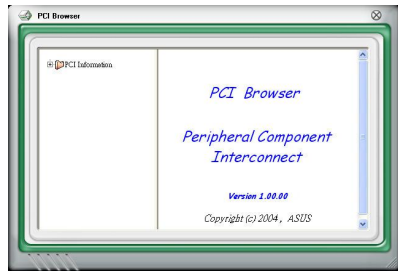 PCI Browser
PCI Information
PCI Browser
Peripheral Component
Interconnect
Version 1.00.00
Copyright (c) 2004 , ASUS